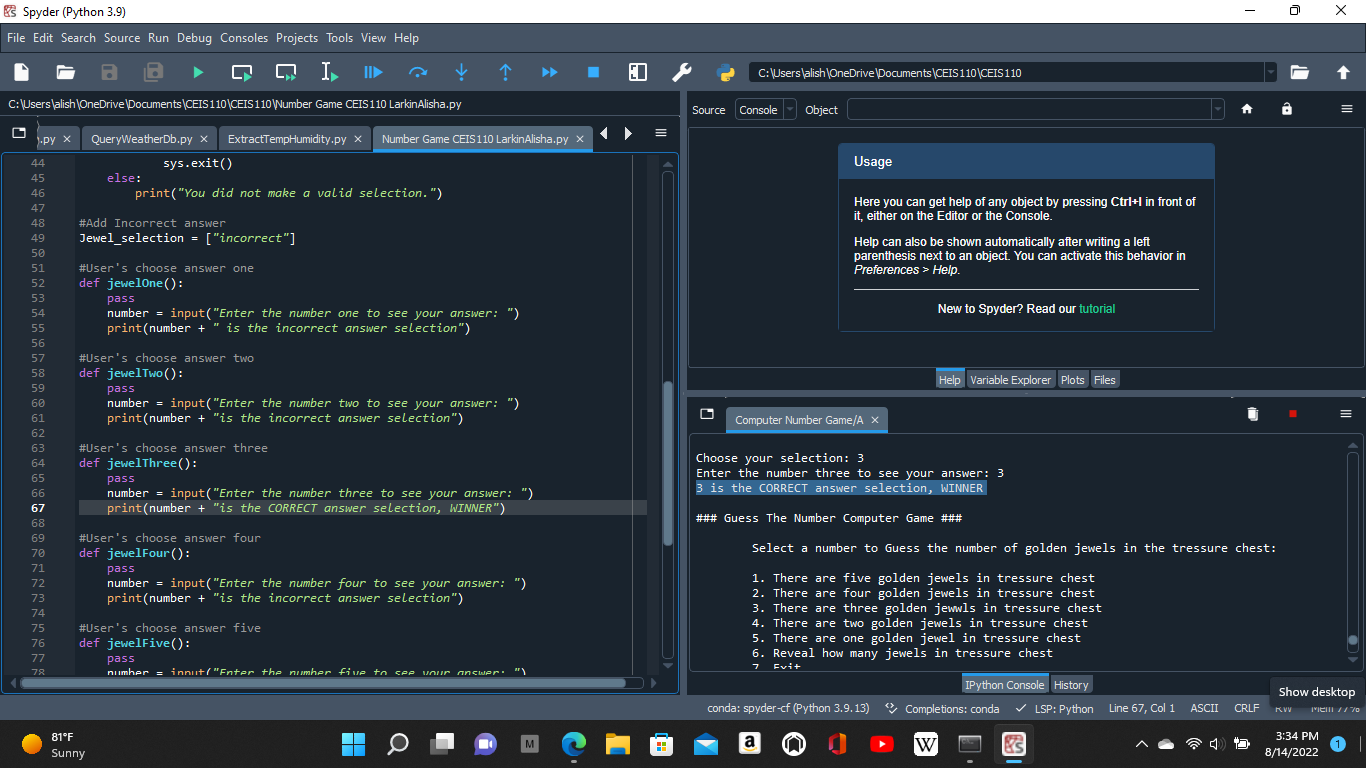 Spyder (Python 3.9)
File Edit Search Source Run Debug Consoles Projects Tools View Help
C:\Users\alish\OneDrive\Documents\CEIS110\CEIS110
C:\Users\alish\OneDrive\Documents\CEIS110\CEIS110\Number Game CEIS110 LarkinAlisha.py
.py QueryWeatherDb.py ExtractTempHumidity.py Number Game CEIS110 LarkinAlisha.py
44 sys.exit()
45 else:
46 print("You did not make a valid selection.")
47
48 #Add Incorrect answer
49 Jewel_selection = ["incorrect"]
50
51 #User's choose answer one
52 def jewelOne():
53 pass
54 number = input("Enter the number one to see your answer: ")
55 print(number + " is the incorrect answer selection")
56
57 #User's choose answer two
58 def jewelTwo():
59 pass
60 number = input("Enter the number two to see your answer: ")
61 print(number + "is the incorrect answer selection")
62
63 #User's choose answer three
64 def jewelThree():
65 pass
66 number = input("Enter the number three to see your answer: ")
67 print(number + "is the CORRECT answer selection, WINNER")
68
69 #User's choose answer four
70 def jewelFour():
71 pass
72 number = input("Enter the number four to see your answer: ")
73 print(number + "is the incorrect answer selection")
74
75 #User's choose answer five
76 def jewelFive():
77 pass
78 number = input("Enter the number five to see your answer: ")
Source Console Object
Usage
Here you can get help of any object by pressing Ctrl+I in front of
it, either on the Editor or the Console.
Help can also be shown automatically after writing a left
parenthesis next to an object. You can activate this behavior in
Preferences > Help.
New to Spyder? Read our tutorial
Help Variable Explorer Plots Files
Computer Number Game/A
Choose your selection: 3
Enter the number three to see your answer: 3
3 is the CORRECT answer selection, WINNER
### Guess The Number Computer Game ###
Select a number to Guess the number of golden jewels in the tressure chest:
1. There are five golden jewels in tressure chest
2. There are four golden jewels in tressure chest
3. There are three golden jewwls in tressure chest
4. There are two golden jewels in tressure chest
5. There are one golden jewel in tressure chest
6. Reveal how many jewels in tressure chest
7. Exit
IPython Console History
Show desktop
conda: spyder-cf (Python 3.9.13) Completions: conda LSP: Python Line 67, Col 1 ASCII CRLF RW Mem 77%
81°F
Sunny
M
a
W
3:34 PM
8/14/2022
1